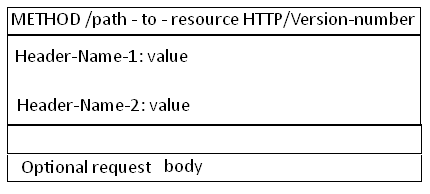 METHOD /path - to - resource HTTP/Version-number
Header-Name-1: value
Header-Name-2: value
Optional request body